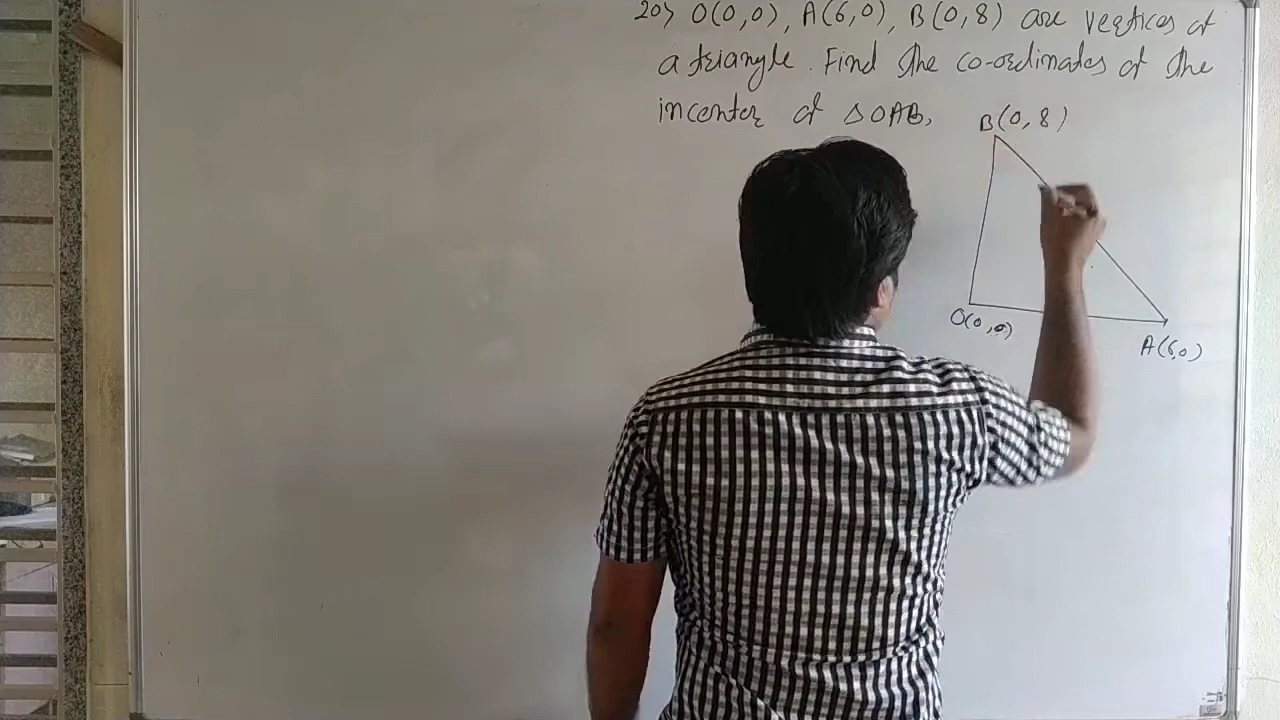 20> O(0,0), A(6,0), B(0,8) are vertices of
a triangle. Find the co-ordinates of the
incenter of △OAB.
B(0,8)
O(0,0)
A(6,0)